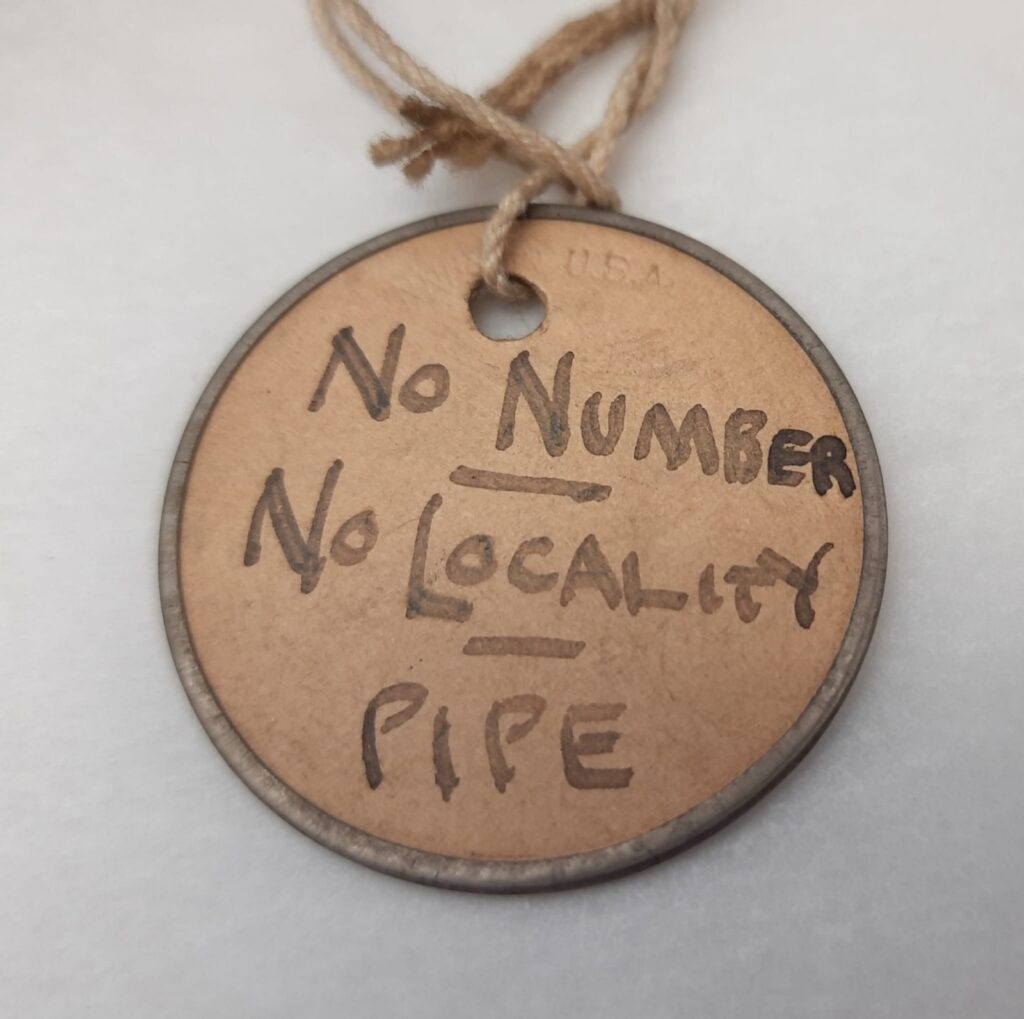 U.S.A.
No NUMBER
No LOCALITY
PIPE